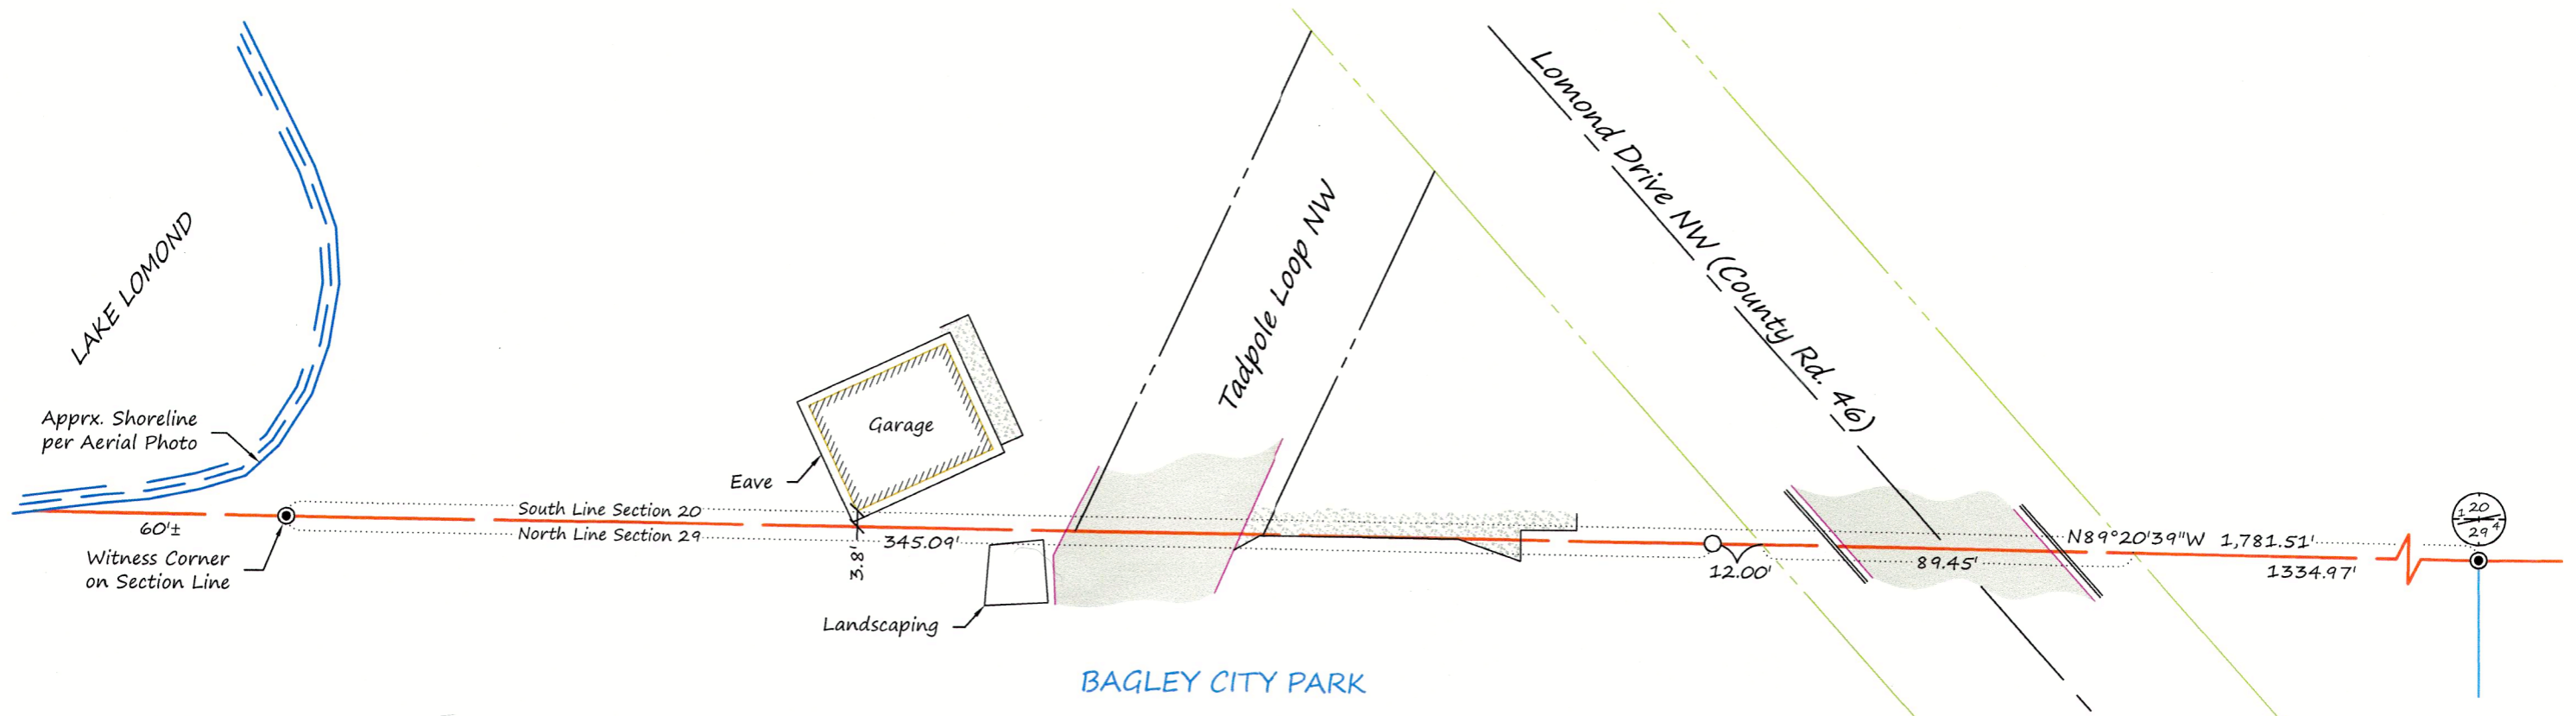 Lomond Drive NW (County Rd. 46)
Tadpole Loop NW
LAKE LOMOND
Apprx. Shoreline
per Aerial Photo
Garage
Eave
South Line Section 20
North Line Section 29
60'±
Witness Corner
on Section Line
345.09'
3.8'
Landscaping
12.00'
89.45'
N89°20'39"W 1,781.51'
1334.97'
20
1
4
29
BAGLEY CITY PARK